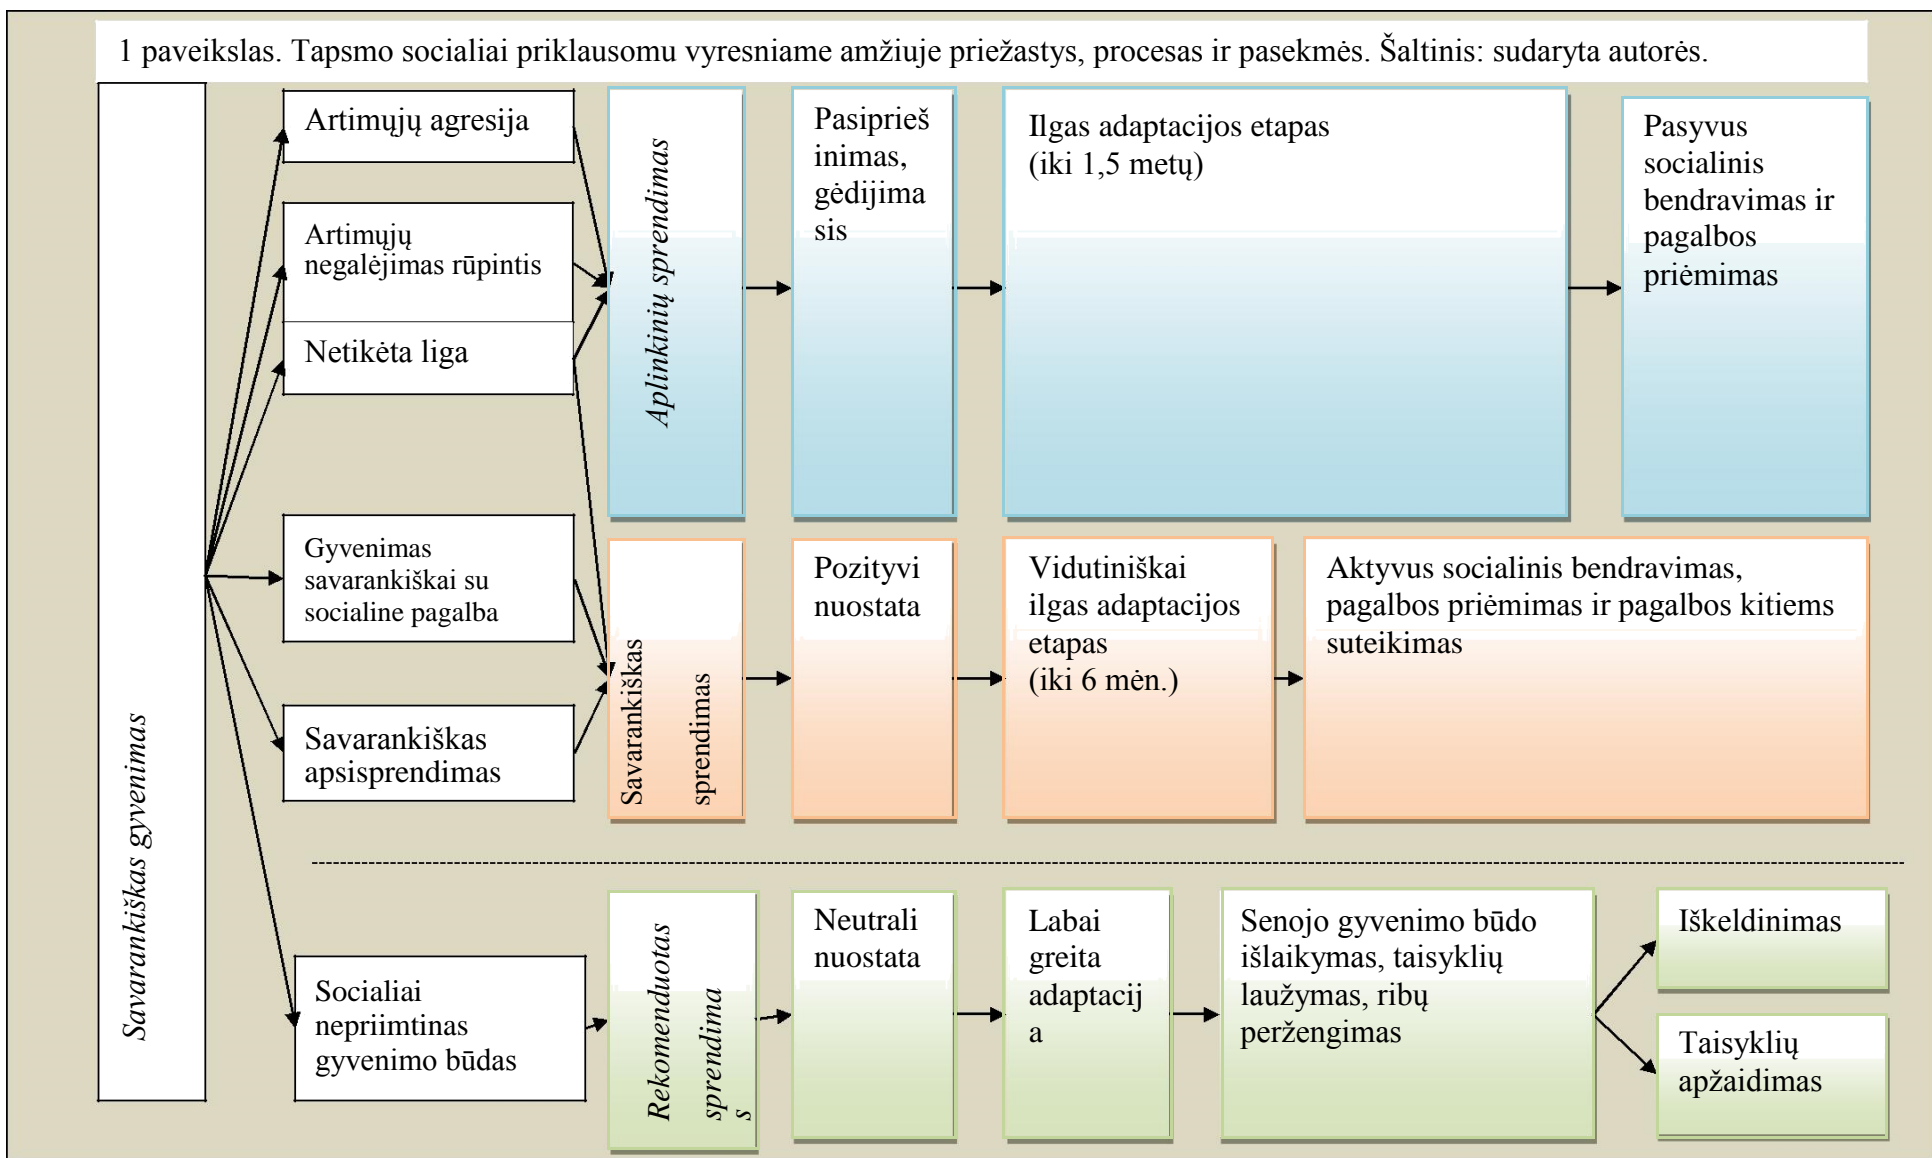 1 paveikslas. Tapsmo socialiai priklausomu vyresniame amžiuje priežastys, procesas ir pasekmės. Šaltinis: sudaryta autorės.
Savarankiškas gyvenimas
Artimųjų agresija
Artimųjų
negalėjimas rūpintis
Netikėta liga
Gyvenimas
savarankiškai su
socialine pagalba
Savarankiškas
apsisprendimas
Socialiai
nepriimtinas
gyvenimo būdas
Aplinkinių sprendimas
Pasiprieš
inimas,
gėdijima
sis
Ilgas adaptacijos etapas
(iki 1,5 metų)
Pasyvus
socialinis
bendravimas ir
pagalbos
priėmimas
Savarankiškas
sprendimas
Pozityvi
nuostata
Vidutiniškai
ilgas adaptacijos
etapas
(iki 6 mėn.)
Aktyvus socialinis bendravimas,
pagalbos priėmimas ir pagalbos kitiems
suteikimas
Rekomenduotas
sprendima
s
Neutrali
nuostata
Labai
greita
adaptacij
a
Senojo gyvenimo būdo
išlaikymas, taisyklių
laužymas, ribų
peržengimas
Iškeldinimas
Taisyklių
apžaidimas